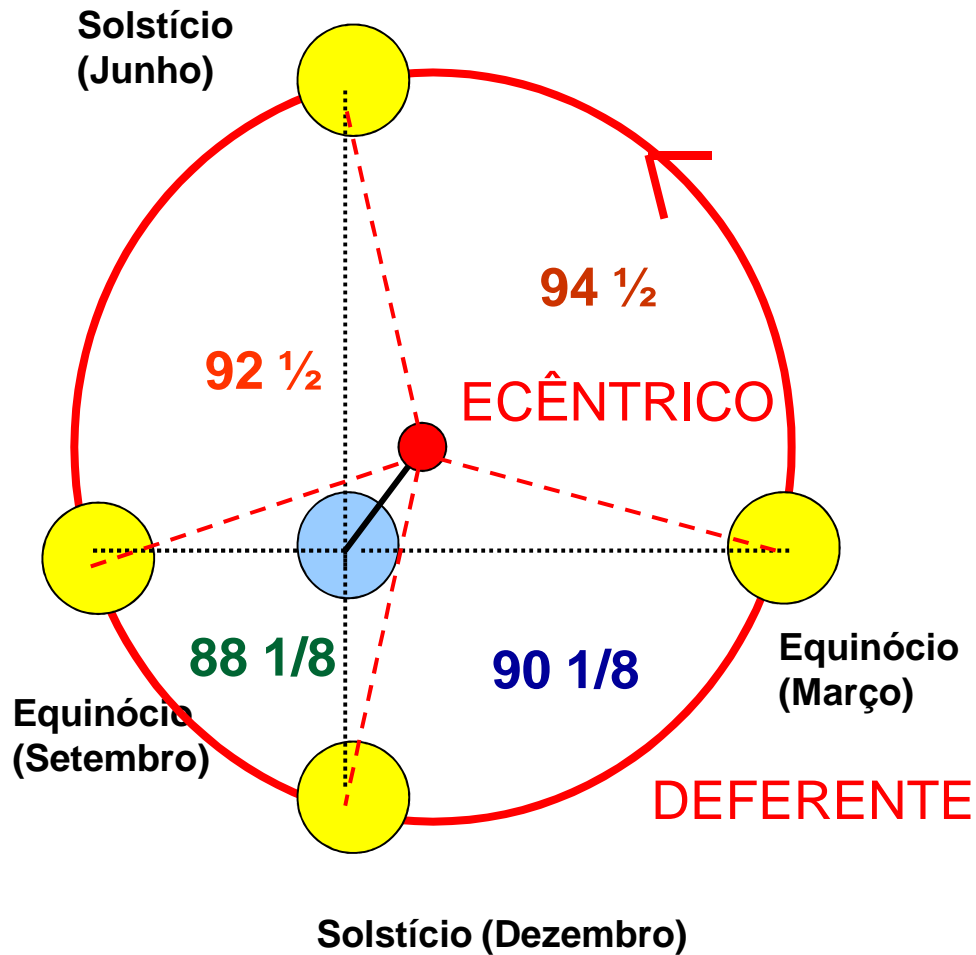 Solstício
(Junho)
94 ½
92 ½
ECÊNTRICO
88 1/8
90 1/8
Equinócio
(Março)
Equinócio
(Setembro)
DEFERENTE
Solstício (Dezembro)